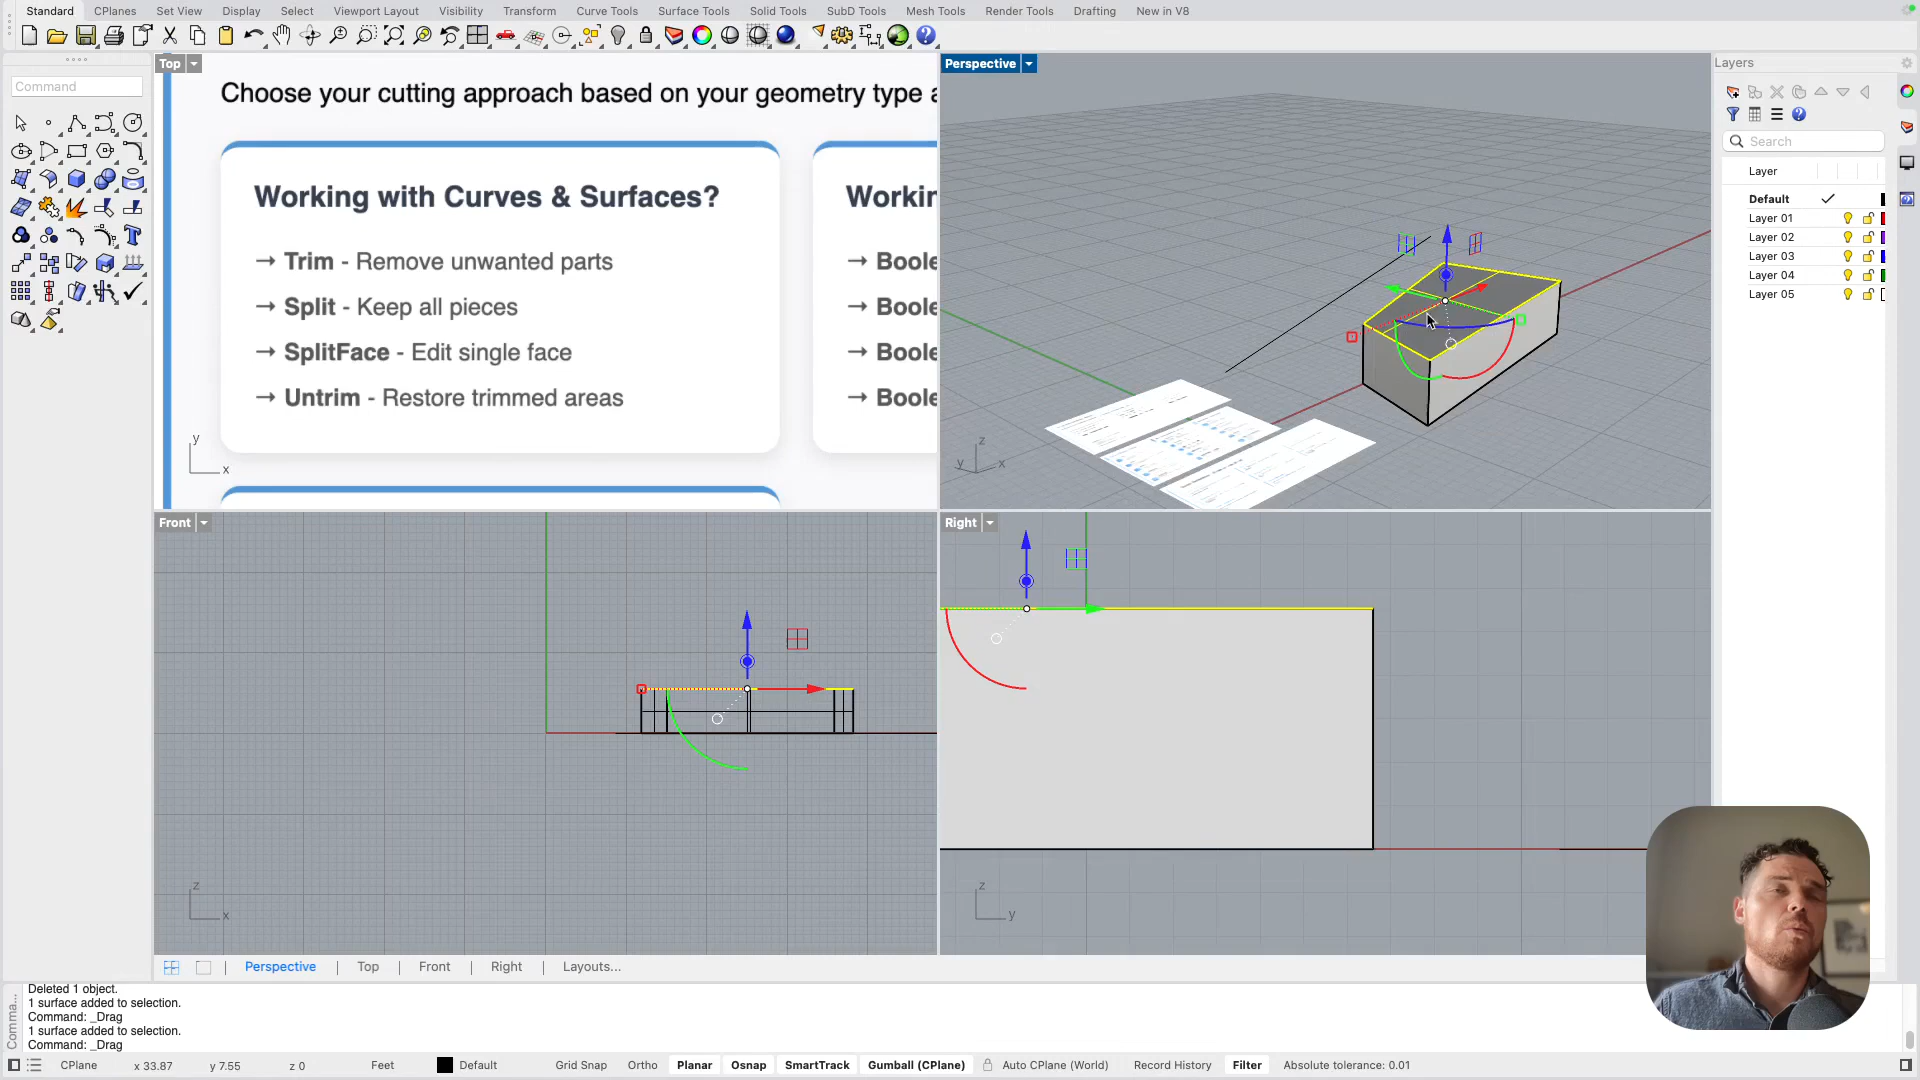 Standard CPlanes Set View Display Select Viewport Layout Visibility Transform Curve Tools Surface Tools Solid Tools SubD Tools Mesh Tools Render Tools Drafting New in V8
Command
Top
Choose your cutting approach based on your geometry type
Working with Curves & Surfaces?
→ Trim - Remove unwanted parts
→ Split - Keep all pieces
→ SplitFace - Edit single face
→ Untrim - Restore trimmed areas
→
→
→
→
y
x
Perspective
z
y
x
Front
z
x
Right
z
y
Layers
Search
Layer
Default
Layer 01
Layer 02
Layer 03
Layer 04
Layer 05
Perspective Top Front Right Layouts...
Deleted 1 object.
1 surface added to selection.
Command: _Drag
1 surface added to selection.
Command: _Drag
CPlane x 33.87 y 7.55 z 0 Feet Default Grid Snap Ortho Planar Osnap SmartTrack Gumball (CPlane) Auto CPlane (World) Record History Filter Absolute tolerance: 0.01